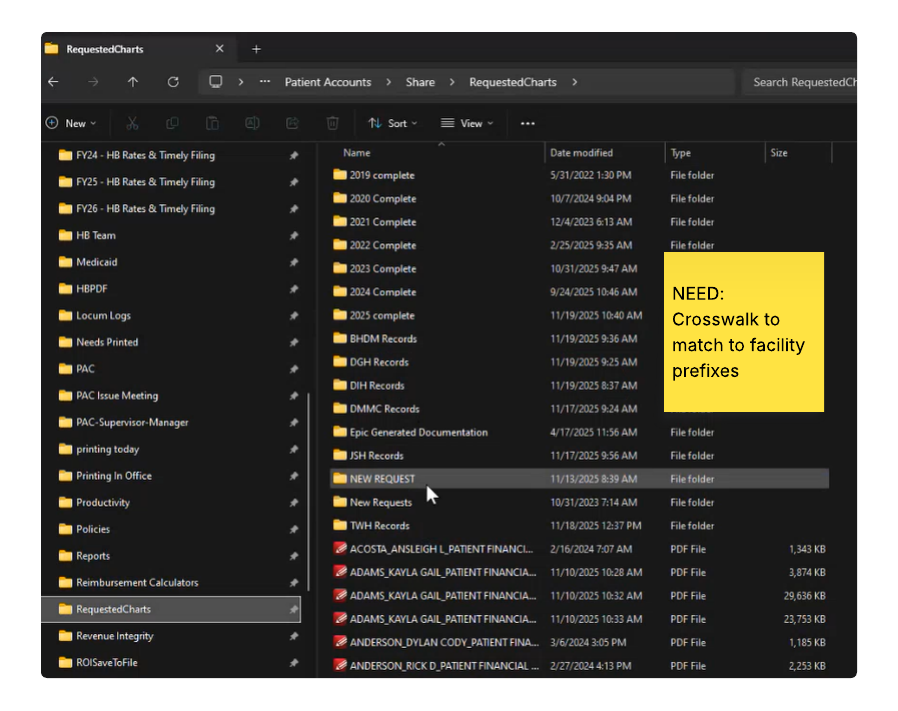 RequestedCharts
Patient Accounts > Share > RequestedCharts >
Search RequestedCh
New
Sort
View
FY24 - HB Rates & Timely Filing
FY25 - HB Rates & Timely Filing
FY26 - HB Rates & Timely Filing
HB Team
Medicaid
HBPDF
Locum Logs
Needs Printed
PAC
PAC Issue Meeting
PAC-Supervisor-Manager
printing today
Printing In Office
Productivity
Policies
Reports
Reimbursement Calculators
RequestedCharts
Revenue Integrity
ROISaveToFile
Name Date modified Type Size
2019 complete 5/31/2022 1:30 PM File folder
2020 Complete 10/7/2024 9:04 PM File folder
2021 Complete 12/4/2023 6:13 AM File folder
2022 Complete 2/25/2025 9:35 AM File folder
2023 Complete 10/31/2025 9:47 AM
2024 Complete 9/24/2025 10:46 AM
2025 complete 11/19/2025 10:40 AM
BHDM Records 11/19/2025 9:36 AM
DGH Records 11/19/2025 9:25 AM
DIH Records 11/19/2025 8:37 AM
DMMC Records 11/17/2025 9:24 AM
Epic Generated Documentation 4/17/2025 11:56 AM File folder
JSH Records 11/17/2025 9:56 AM File folder
NEW REQUEST 11/13/2025 8:39 AM File folder
New Requests 10/31/2023 7:14 AM File folder
TWH Records 11/18/2025 12:37 PM File folder
ACOSTA_ANSLEIGH L_PATIENT FINANCI... 2/16/2024 7:07 AM PDF File 1,343 KB
ADAMS_KAYLA GAIL_PATIENT FINANCIA... 11/10/2025 10:28 AM PDF File 3,874 KB
ADAMS_KAYLA GAIL_PATIENT FINANCIA... 11/10/2025 10:32 AM PDF File 29,636 KB
ADAMS_KAYLA GAIL_PATIENT FINANCIA... 11/10/2025 10:33 AM PDF File 23,753 KB
ANDERSON_DYLAN CODY_PATIENT FINA... 3/6/2024 3:05 PM PDF File 1,185 KB
ANDERSON_RICK D_PATIENT FINANCIAL ... 2/27/2024 4:13 PM PDF File 2,253 KB
NEED:
Crosswalk to
match to facility
prefixes